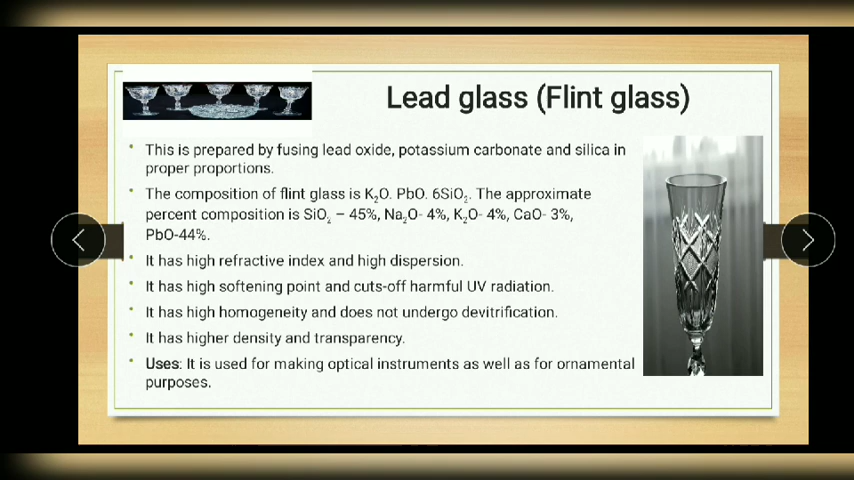 Lead glass (Flint glass)
• This is prepared by fusing lead oxide, potassium carbonate and silica in
proper proportions.
• The composition of flint glass is K₂O. PbO. 6SiO₂. The approximate
percent composition is SiO₂ – 45%, Na₂O- 4%, K₂O- 4%, CaO- 3%,
PbO-44%.
• It has high refractive index and high dispersion.
• It has high softening point and cuts-off harmful UV radiation.
• It has high homogeneity and does not undergo devitrification.
• It has higher density and transparency.
• Uses: It is used for making optical instruments as well as for ornamental
purposes.